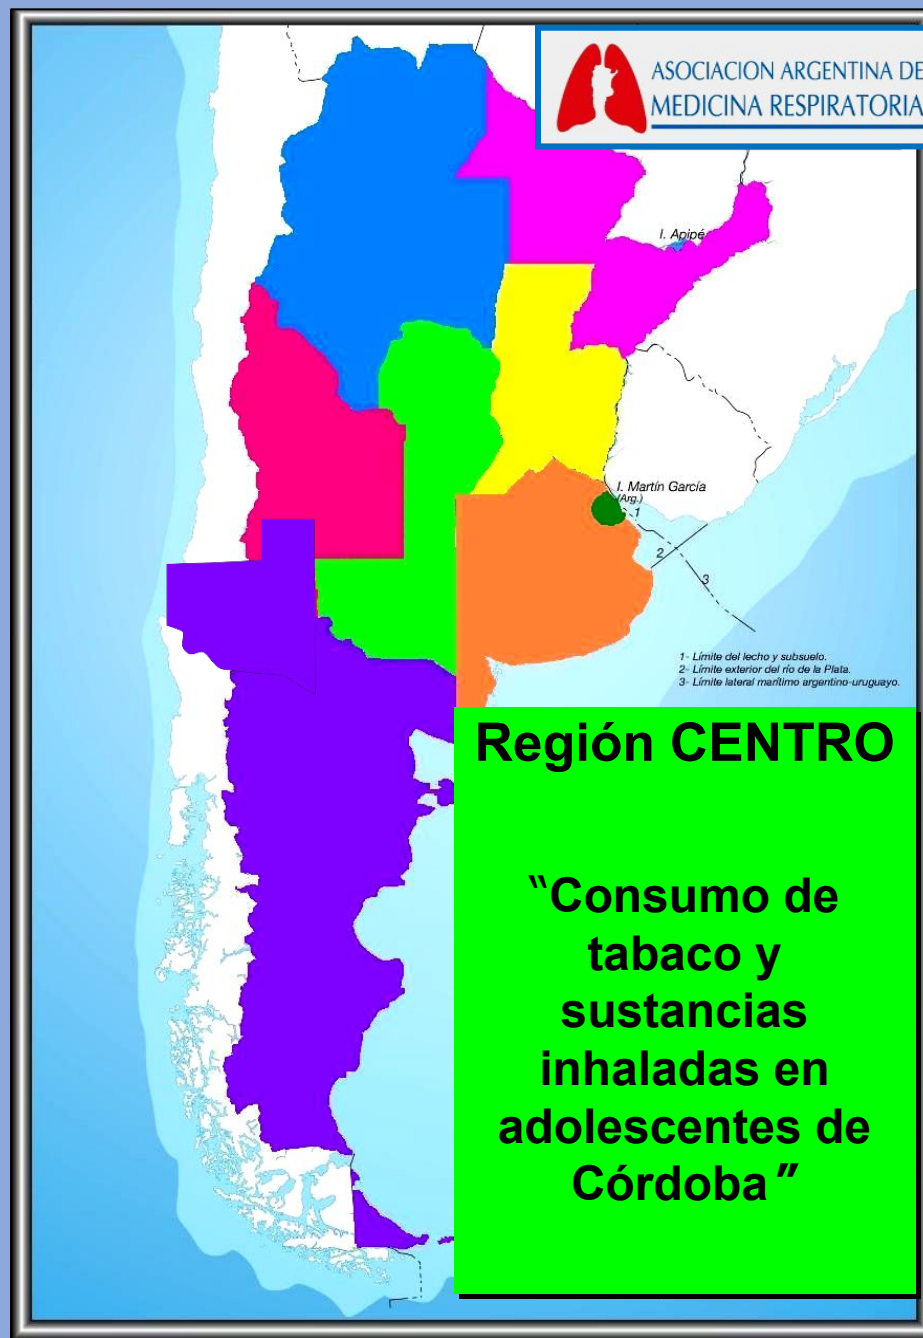 ASOCIACION ARGENTINA DE
MEDICINA RESPIRATORIA
I. Apipé
I. Martín García
(Arg.)
1
2
3
1- Límite del lecho y subsuelo.
2- Límite exterior del río de la Plata.
3- Límite lateral marítimo argentino-uruguayo.
Región CENTRO
“Consumo de
tabaco y
sustancias
inhaladas en
adolescentes de
Córdoba”